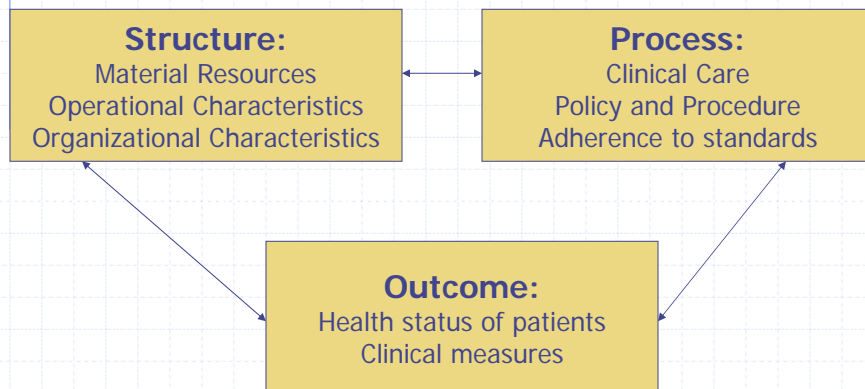 Structure:
Material Resources
Operational Characteristics
Organizational Characteristics
Process:
Clinical Care
Policy and Procedure
Adherence to standards
Outcome:
Health status of patients
Clinical measures